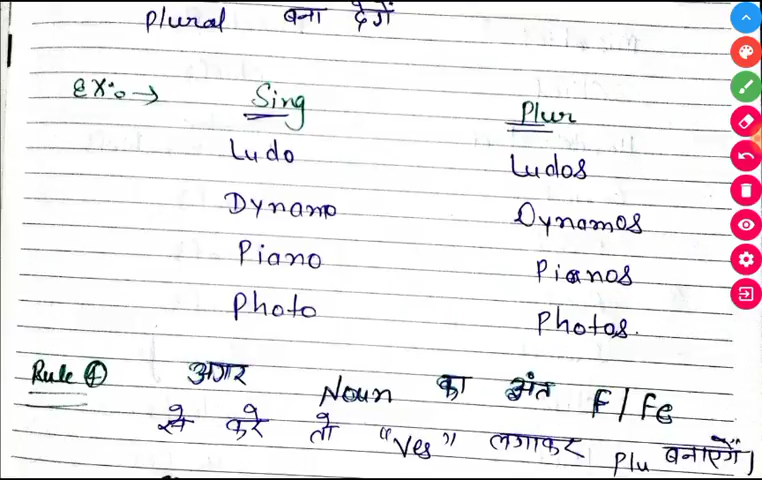 Plural बना देगें
EX:→ Sing Plur
Ludo Ludos
Dynamo Dynamos
Piano Pianos
Photo Photos.
Rule ④ अगर Noun का अंत F/Fe
से करे तो "Ves" लगाकर Plu बनाएगें।